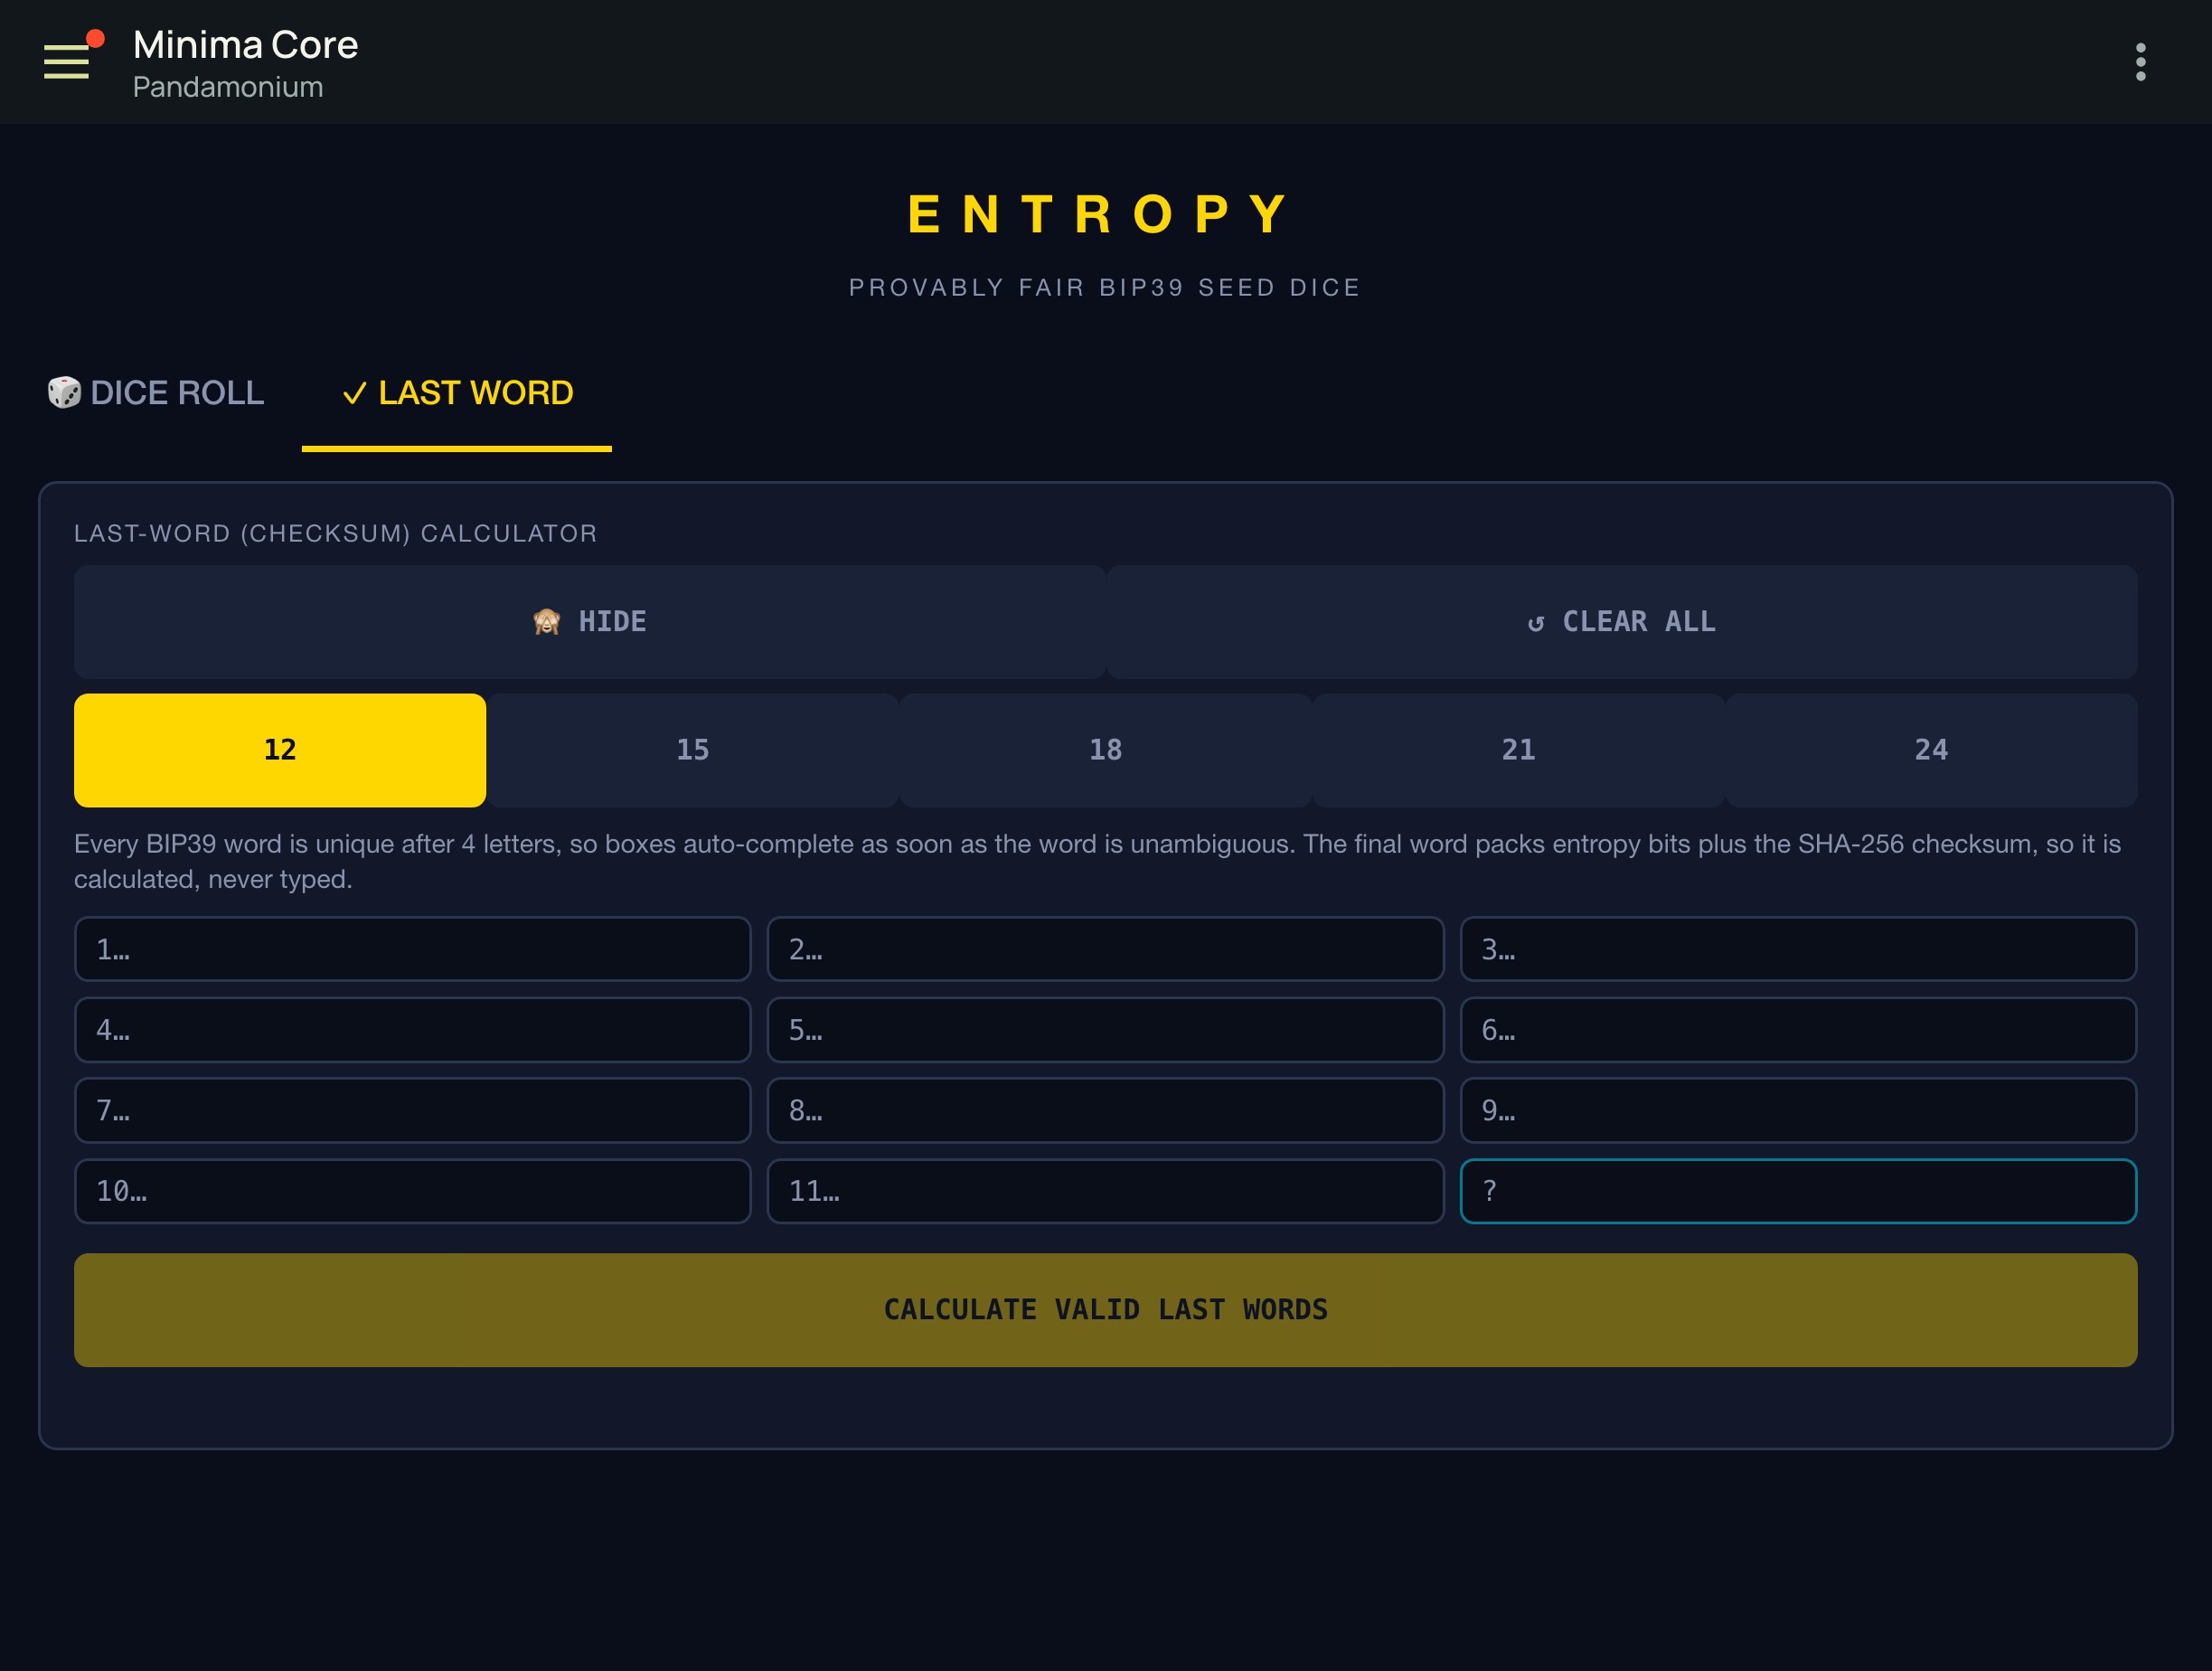 Minima Core
Pandamonium
ENTROPY
PROVABLY FAIR BIP39 SEED DICE
🎲 DICE ROLL
✓ LAST WORD
LAST-WORD (CHECKSUM) CALCULATOR
🙈 HIDE
↺ CLEAR ALL
12
15
18
21
24
Every BIP39 word is unique after 4 letters, so boxes auto-complete as soon as the word is unambiguous. The final word packs entropy bits plus the SHA-256 checksum, so it is
calculated, never typed.
1…
2…
3…
4…
5…
6…
7…
8…
9…
10…
11…
?
CALCULATE VALID LAST WORDS